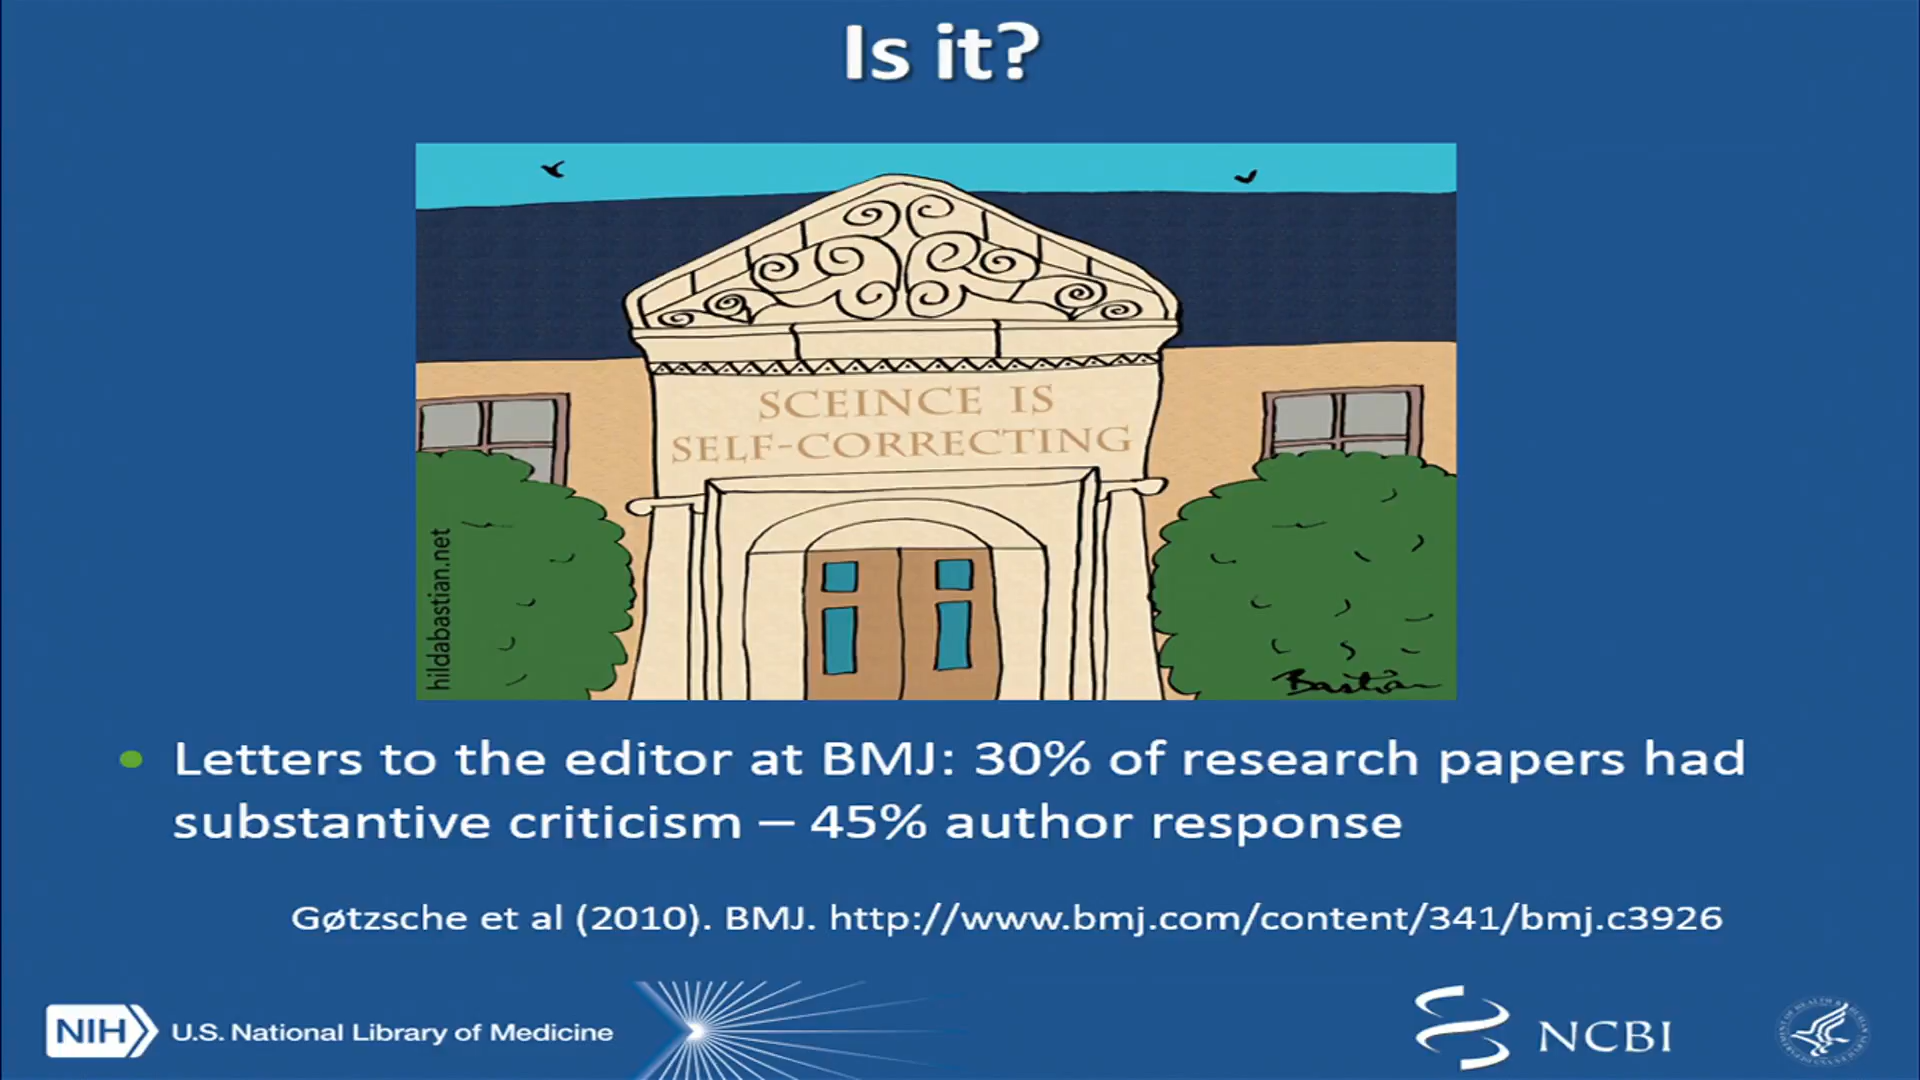 Is it?
SCEINCE IS
SELF-CORRECTING
hildabastian.net
Bastian
Letters to the editor at BMJ: 30% of research papers had
substantive criticism – 45% author response
Gøtzsche et al (2010). BMJ. http://www.bmj.com/content/341/bmj.c3926
NIH U.S. National Library of Medicine
NCBI